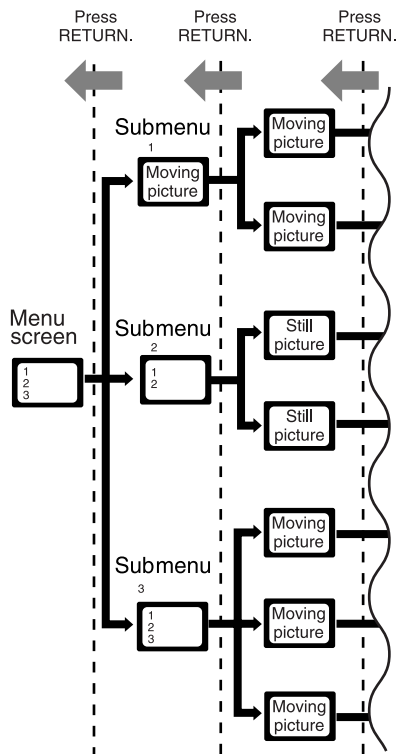 Press
RETURN.
Press
RETURN.
Press
RETURN.
Submenu
1
Moving
picture
Moving
picture
Moving
picture
Menu
screen
1
2
3
Submenu
2
1
2
Still
picture
Still
picture
Submenu
3
1
2
3
Moving
picture
Moving
picture
Moving
picture